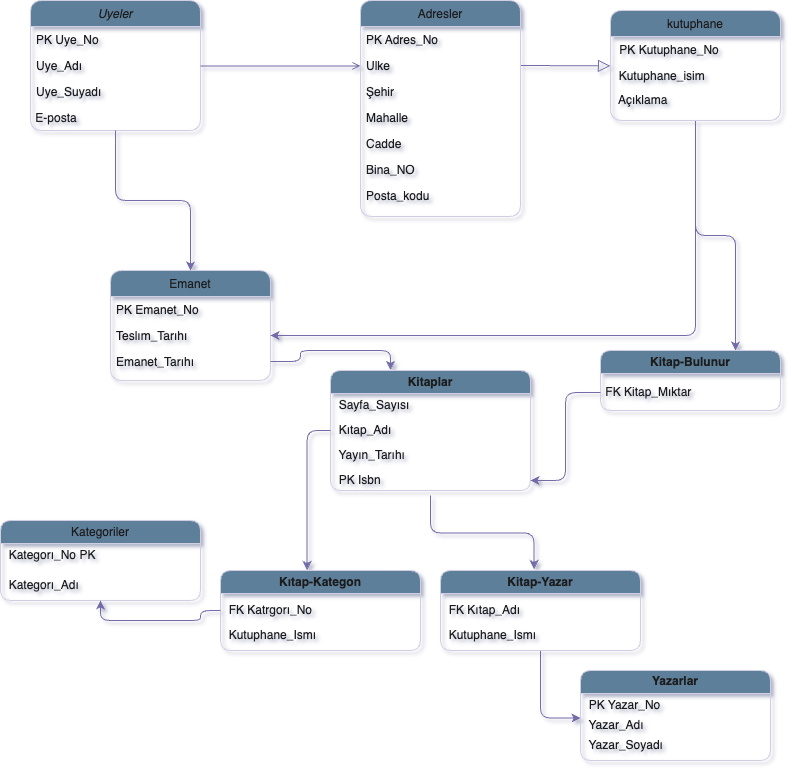 Uyeler
PK Uye_No
Uye_Adı
Uye_Suyadı
E-posta
Adresler
PK Adres_No
Ulke
Şehir
Mahalle
Cadde
Bina_NO
Posta_kodu
kutuphane
PK Kutuphane_No
Kutuphane_isim
Açıklama
Emanet
PK Emanet_No
Teslım_Tarıhı
Emanet_Tarıhı
Kitaplar
Sayfa_Sayısı
Kıtap_Adı
Yayın_Tarıhı
PK Isbn
Kitap-Bulunur
FK Kitap_Mıktar
Kategoriler
Kategorı_No PK
Kategorı_Adı
Kıtap-Kategon
FK Katrgorı_No
Kutuphane_Ismı
Kitap-Yazar
FK Kıtap_Adı
Kutuphane_Ismı
Yazarlar
PK Yazar_No
Yazar_Adı
Yazar_Soyadı